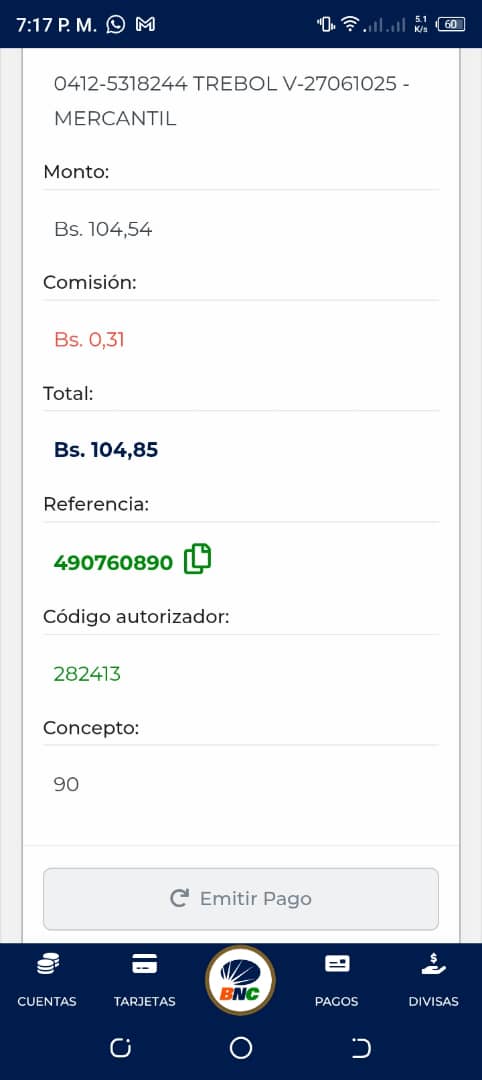 7:17 P. M.
5.1
K/s
60
0412-5318244 TREBOL V-27061025 -
MERCANTIL
Monto:
Bs. 104,54
Comisión:
Bs. 0,31
Total:
Bs. 104,85
Referencia:
490760890
Código autorizador:
282413
Concepto:
90
Emitir Pago
CUENTAS
TARJETAS
BNC
PAGOS
DIVISAS